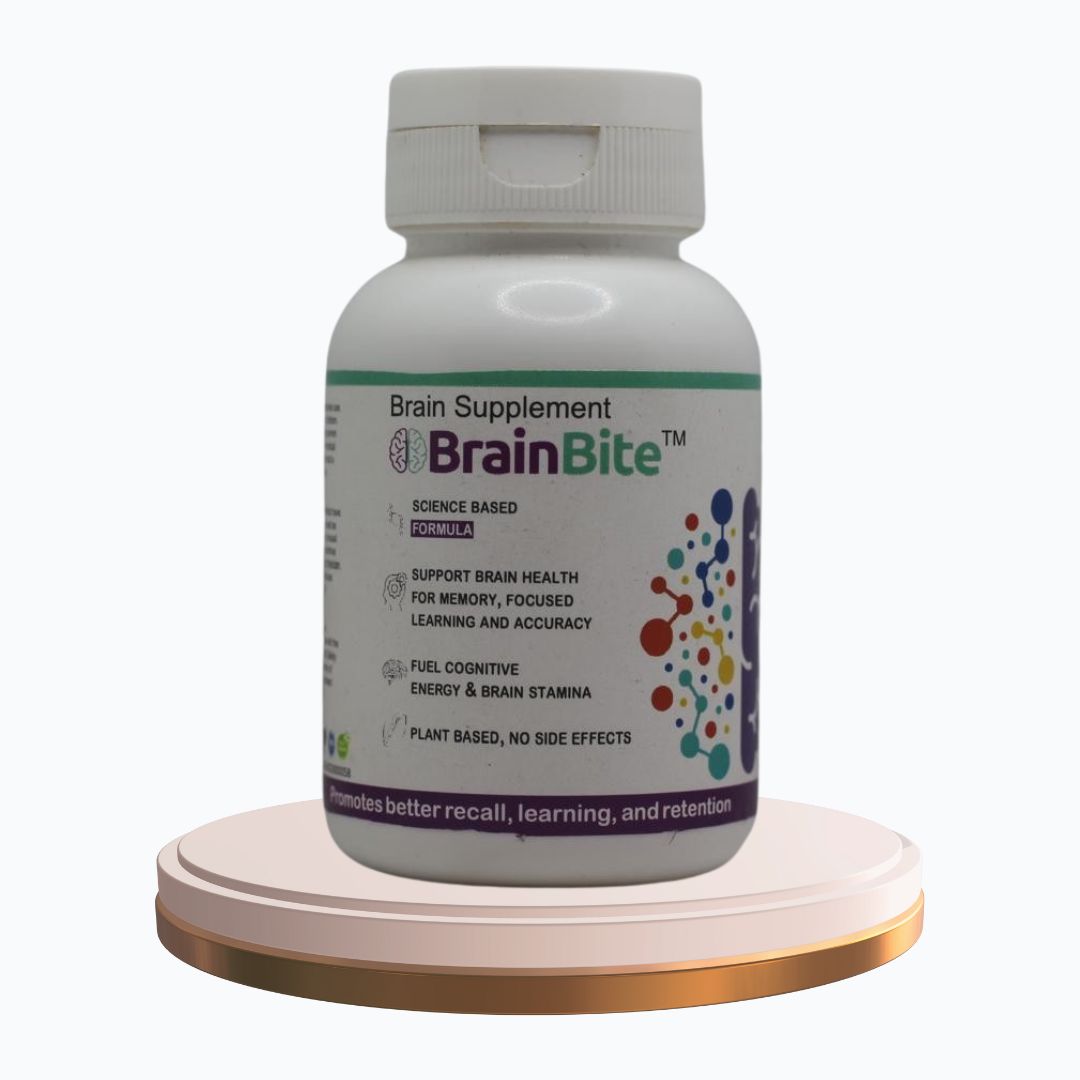 Brain Supplement
BrainBite™
SCIENCE BASED
FORMULA
SUPPORT BRAIN HEALTH
FOR MEMORY, FOCUSED
LEARNING AND ACCURACY
FUEL COGNITIVE
ENERGY & BRAIN STAMINA
PLANT BASED, NO SIDE EFFECTS
Promotes better recall, learning, and retention